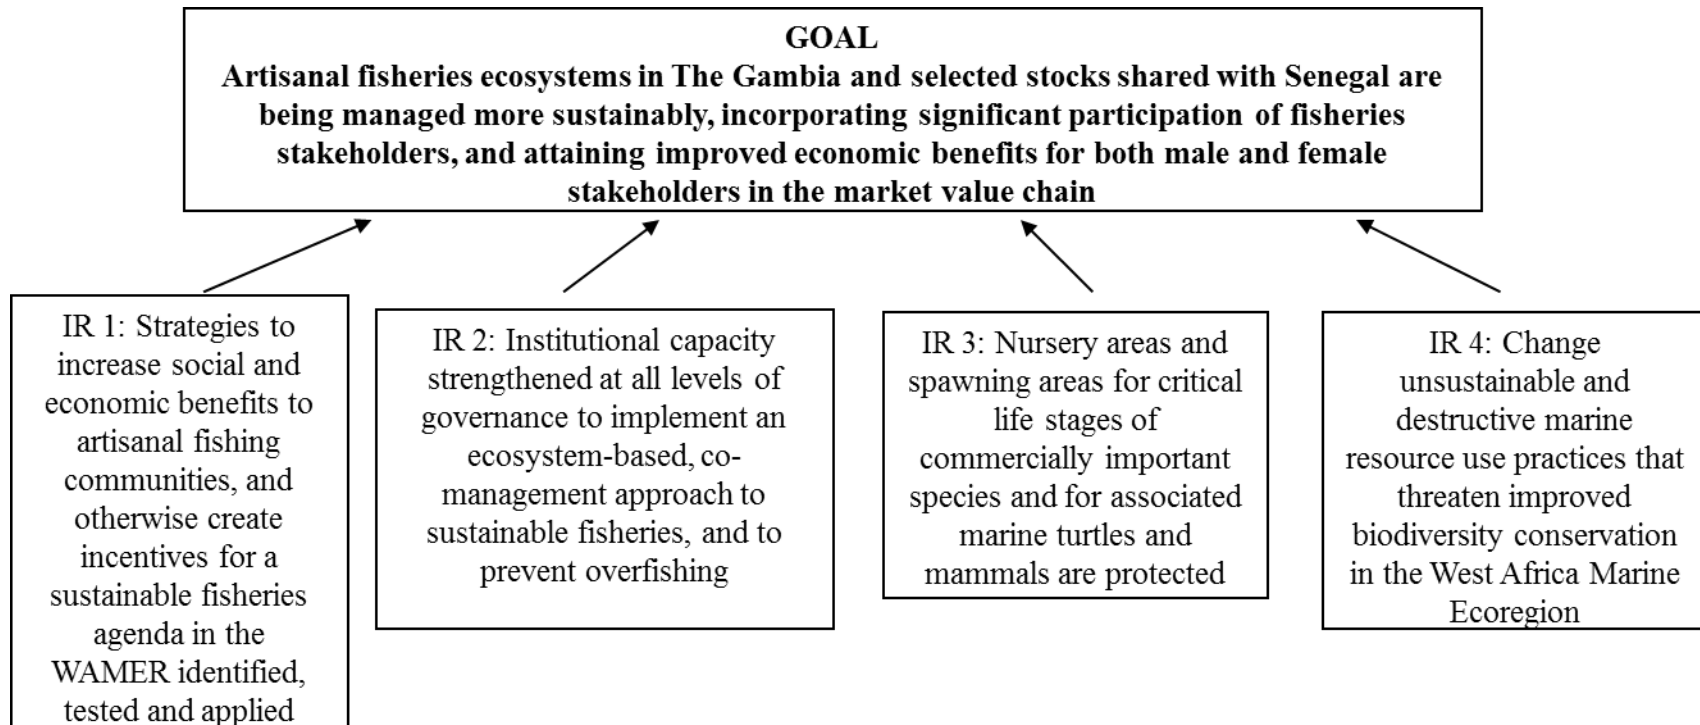 GOAL
Artisanal fisheries ecosystems in The Gambia and selected stocks shared with Senegal are
being managed more sustainably, incorporating significant participation of fisheries
stakeholders, and attaining improved economic benefits for both male and female
stakeholders in the market value chain
IR 1: Strategies to
increase social and
economic benefits to
artisanal fishing
communities, and
otherwise create
incentives for a
sustainable fisheries
agenda in the
WAMER identified,
tested and applied
IR 2: Institutional capacity
strengthened at all levels of
governance to implement an
ecosystem-based, co-
management approach to
sustainable fisheries, and to
prevent overfishing
IR 3: Nursery areas and
spawning areas for critical
life stages of
commercially important
species and for associated
marine turtles and
mammals are protected
IR 4: Change
unsustainable and
destructive marine
resource use practices that
threaten improved
biodiversity conservation
in the West Africa Marine
Ecoregion